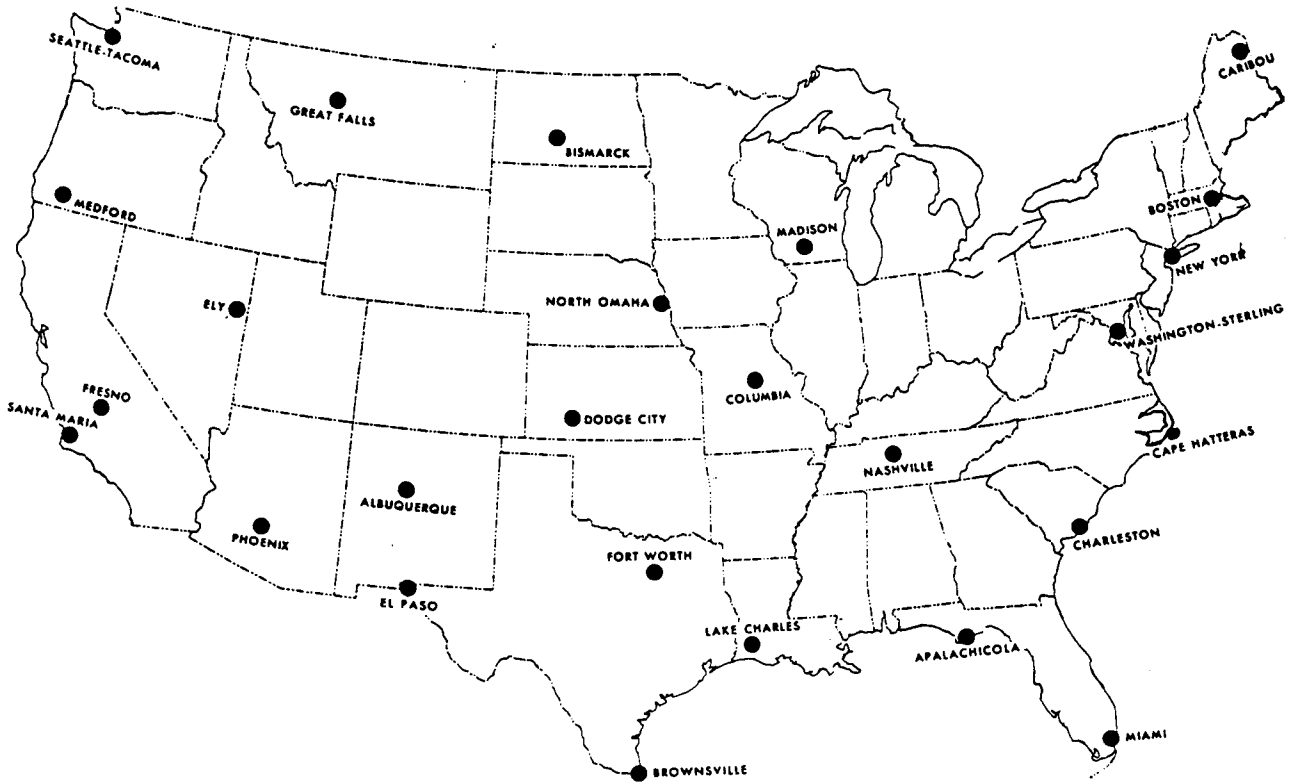 SEATTLE-TACOMA
CARIBOU
GREAT FALLS
BISMARCK
MEDFORD
BOSTON
MADISON
NEW YORK
ELY
NORTH OMAHA
WASHINGTON-STERLING
FRESNO
COLUMBIA
SANTA MARIA
DODGE CITY
CAPE HATTERAS
NASHVILLE
ALBUQUERQUE
PHOENIX
CHARLESTON
FORT WORTH
EL PASO
LAKE CHARLES
APALACHICOLA
MIAMI
BROWNSVILLE